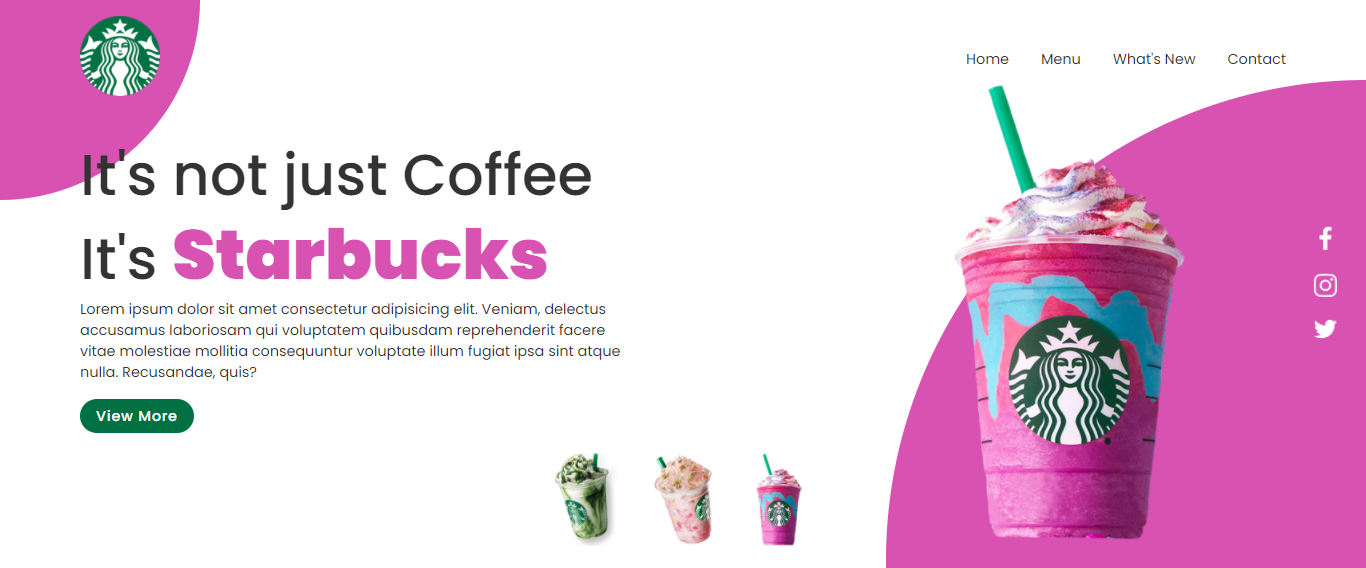 Home Menu What's New Contact
It's not just Coffee
It's Starbucks
Lorem ipsum dolor sit amet consectetur adipisicing elit. Veniam, delectus
accusamus laboriosam qui voluptatem quibusdam reprehenderit facere
vitae molestiae mollitia consequuntur voluptate illum fugiat ipsa sint atque
nulla. Recusandae, quis?
View More